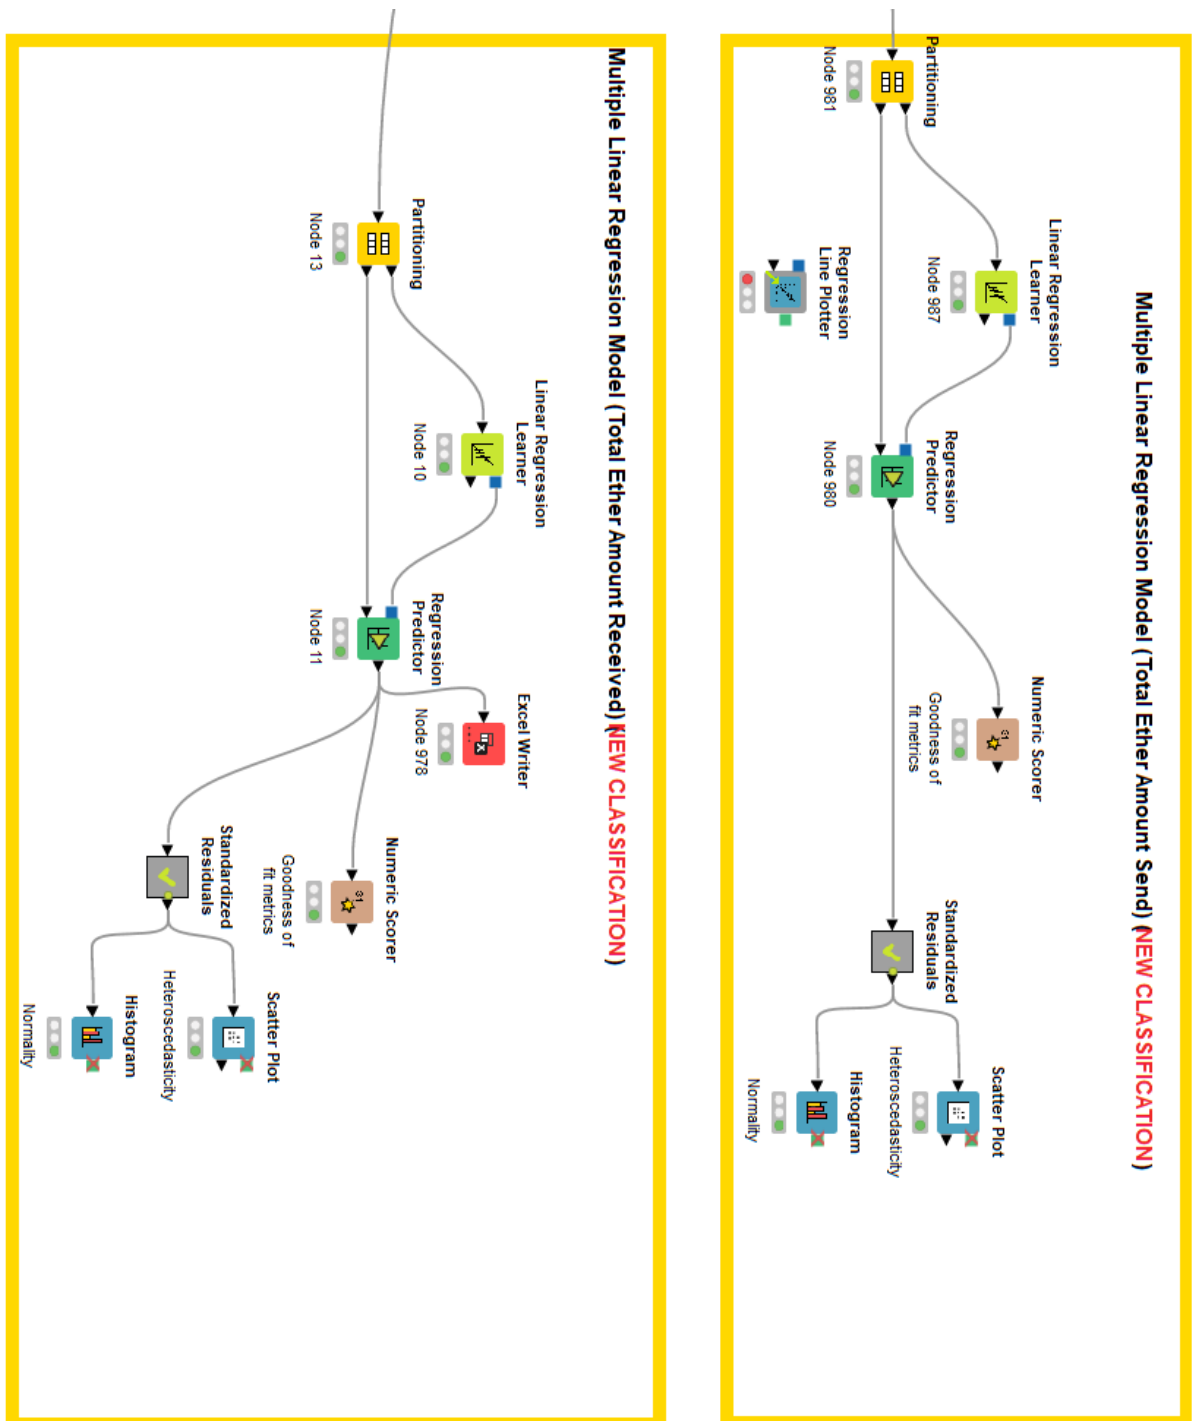 Multiple Linear Regression Model (Total Ether Amount Send) (NEW CLASSIFICATION)
Partitioning
Node 981
Linear Regression
Learner
Node 987
Regression
Line Plotter
Regression
Predictor
Node 980
Numeric Scorer
Goodness of
fit metrics
Standardized
Residuals
Scatter Plot
Heteroscedasticity
Histogram
Normality
Multiple Linear Regression Model (Total Ether Amount Received) (NEW CLASSIFICATION)
Partitioning
Node 13
Linear Regression
Learner
Node 10
Regression
Predictor
Node 11
Excel Writer
Node 978
Numeric Scorer
Goodness of
fit metrics
Standardized
Residuals
Scatter Plot
Heteroscedasticity
Histogram
Normality